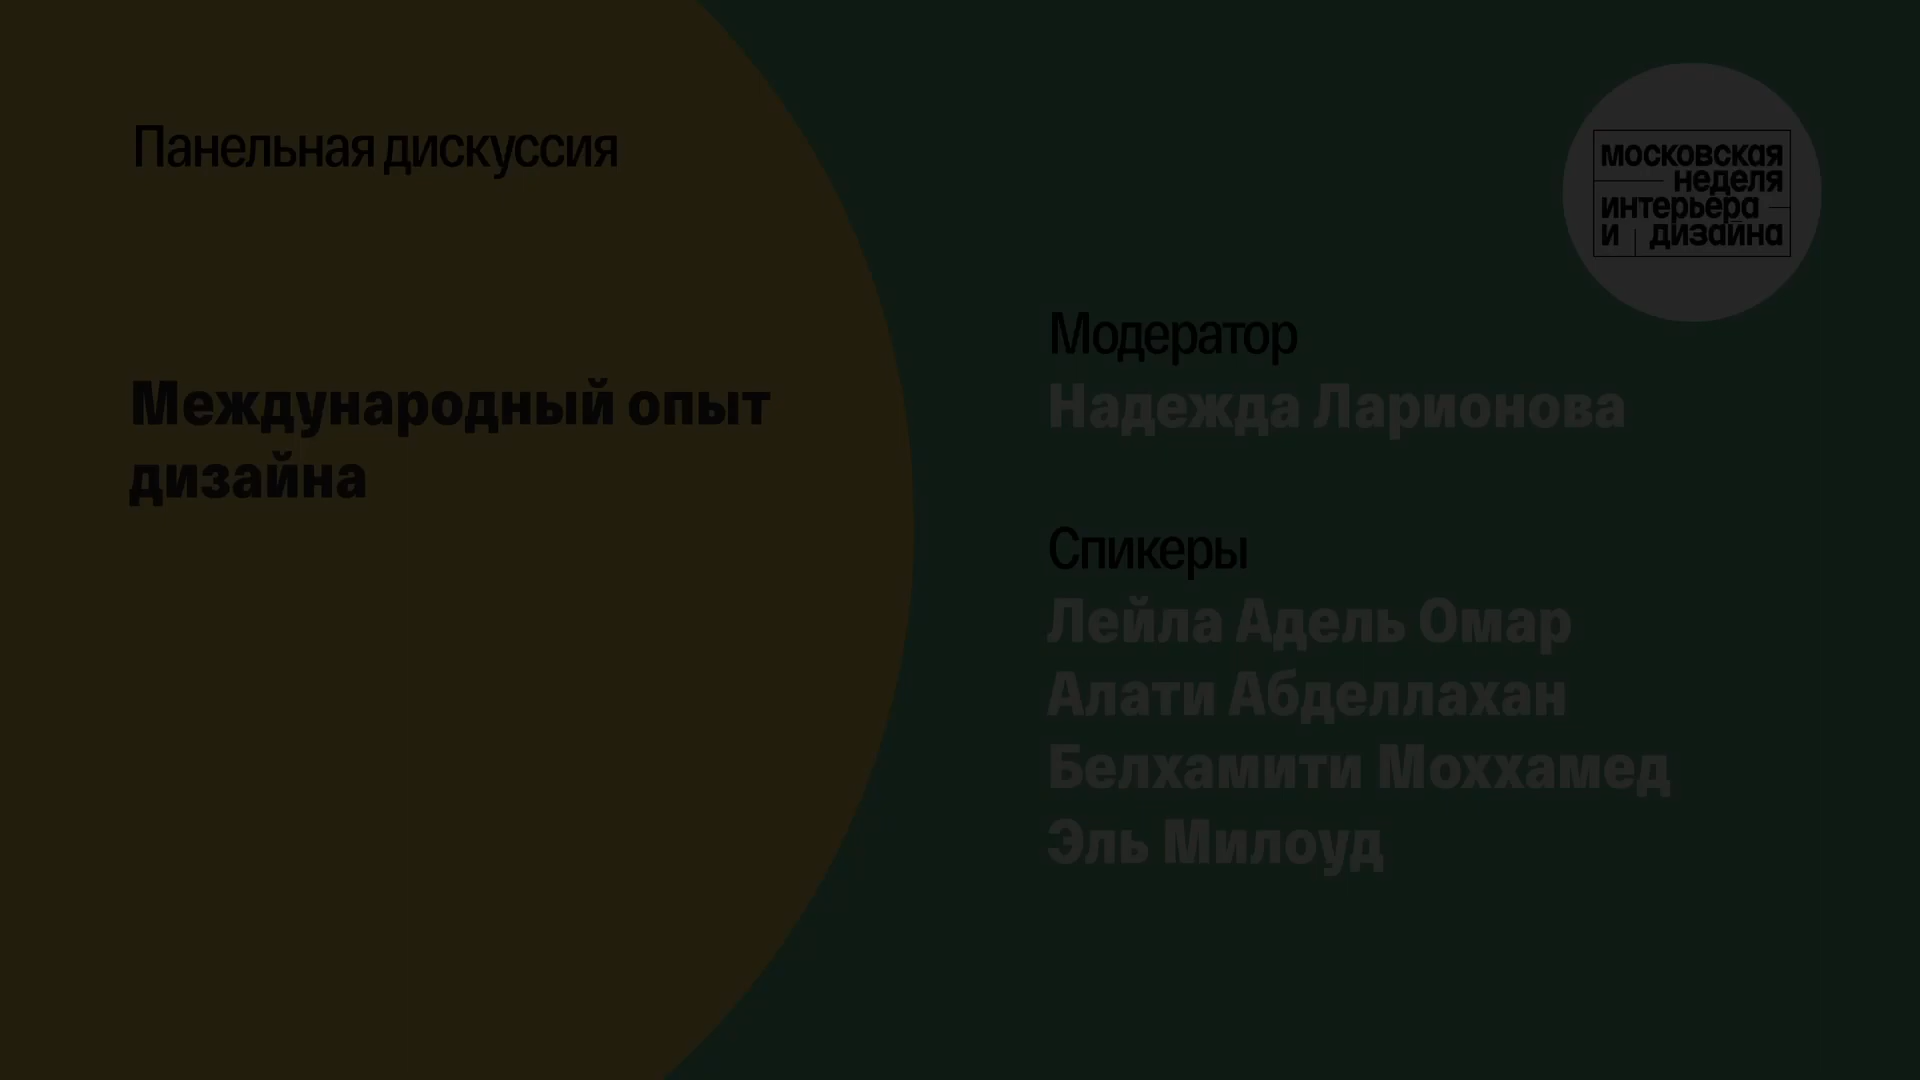 Панельная дискуссия
Международный опыт
дизайна
московская
неделя
интерьера
и дизайна
Модератор
Надежда Ларионова
Спикеры
Лейла Адель Омар
Алати Абделлахан
Белхамити Моххамед
Эль Милоуд